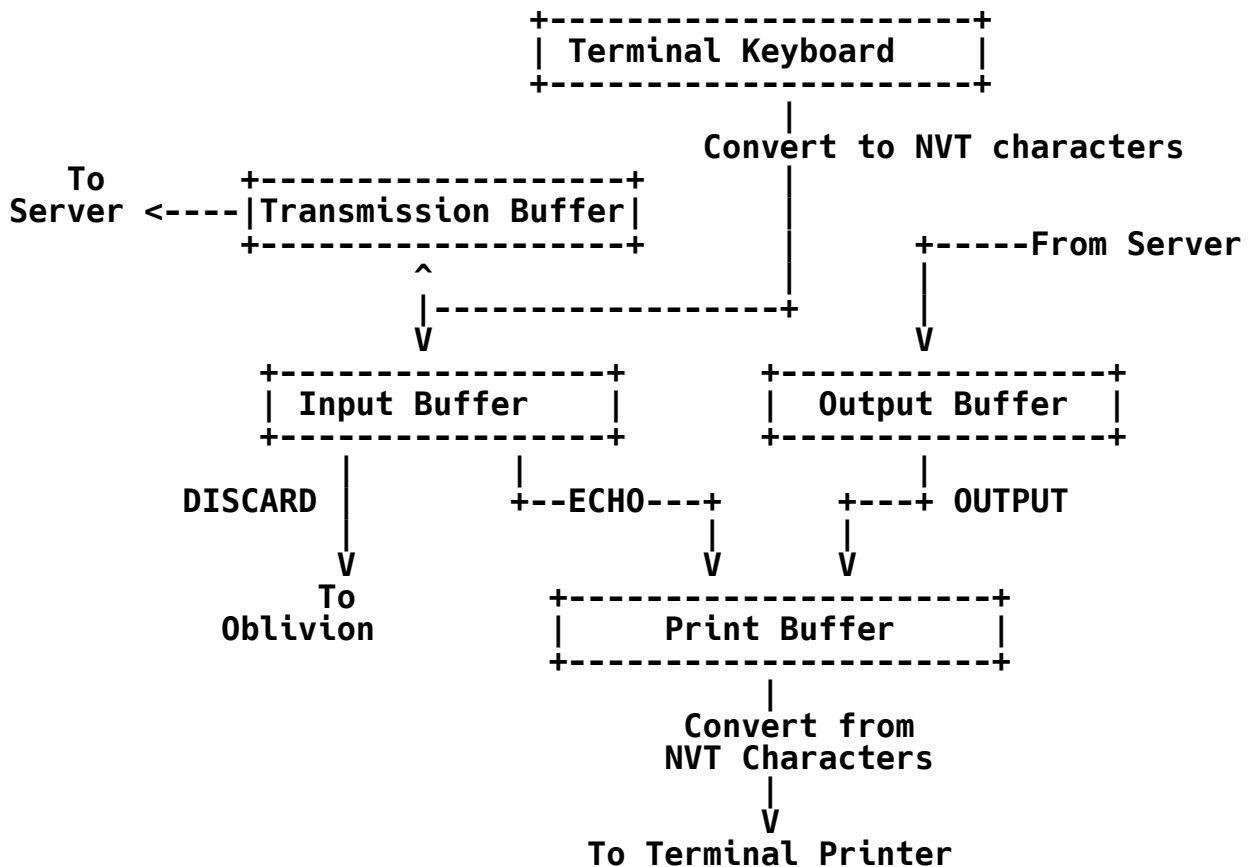 +----------------------+
| Terminal Keyboard    |
+----------------------+
|
Convert to NVT characters
To      +-------------------+      |
Server <----|Transmission Buffer|      |
+-------------------+      |      +-----From Server
^      |      |
|------------------+      |
V      V
+-----------------+      +-----------------+
| Input Buffer    |      |  Output Buffer  |
+-----------------+      +-----------------+
|      |      |
DISCARD |      +--ECHO---+      +---+ OUTPUT
|      |      |
V      V      V
To      +----------------------+
Oblivion      |     Print Buffer     |
+----------------------+
|
Convert from
NVT Characters
|
V
To Terminal Printer